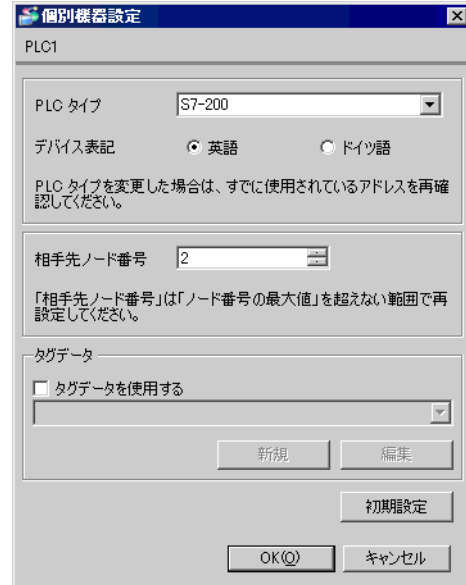 個別機器設定
PLC1
PLC タイプ
S7-200
デバイス表記
英語
ドイツ語
PLC タイプを変更した場合は、すでに使用されているアドレスを再確
認してください。
相手先ノード番号
2
「相手先ノード番号」は「ノード番号の最大値」を超えない範囲で再
設定してください。
タグデータ
タグデータを使用する
新規
編集
初期設定
OK(O)
キャンセル